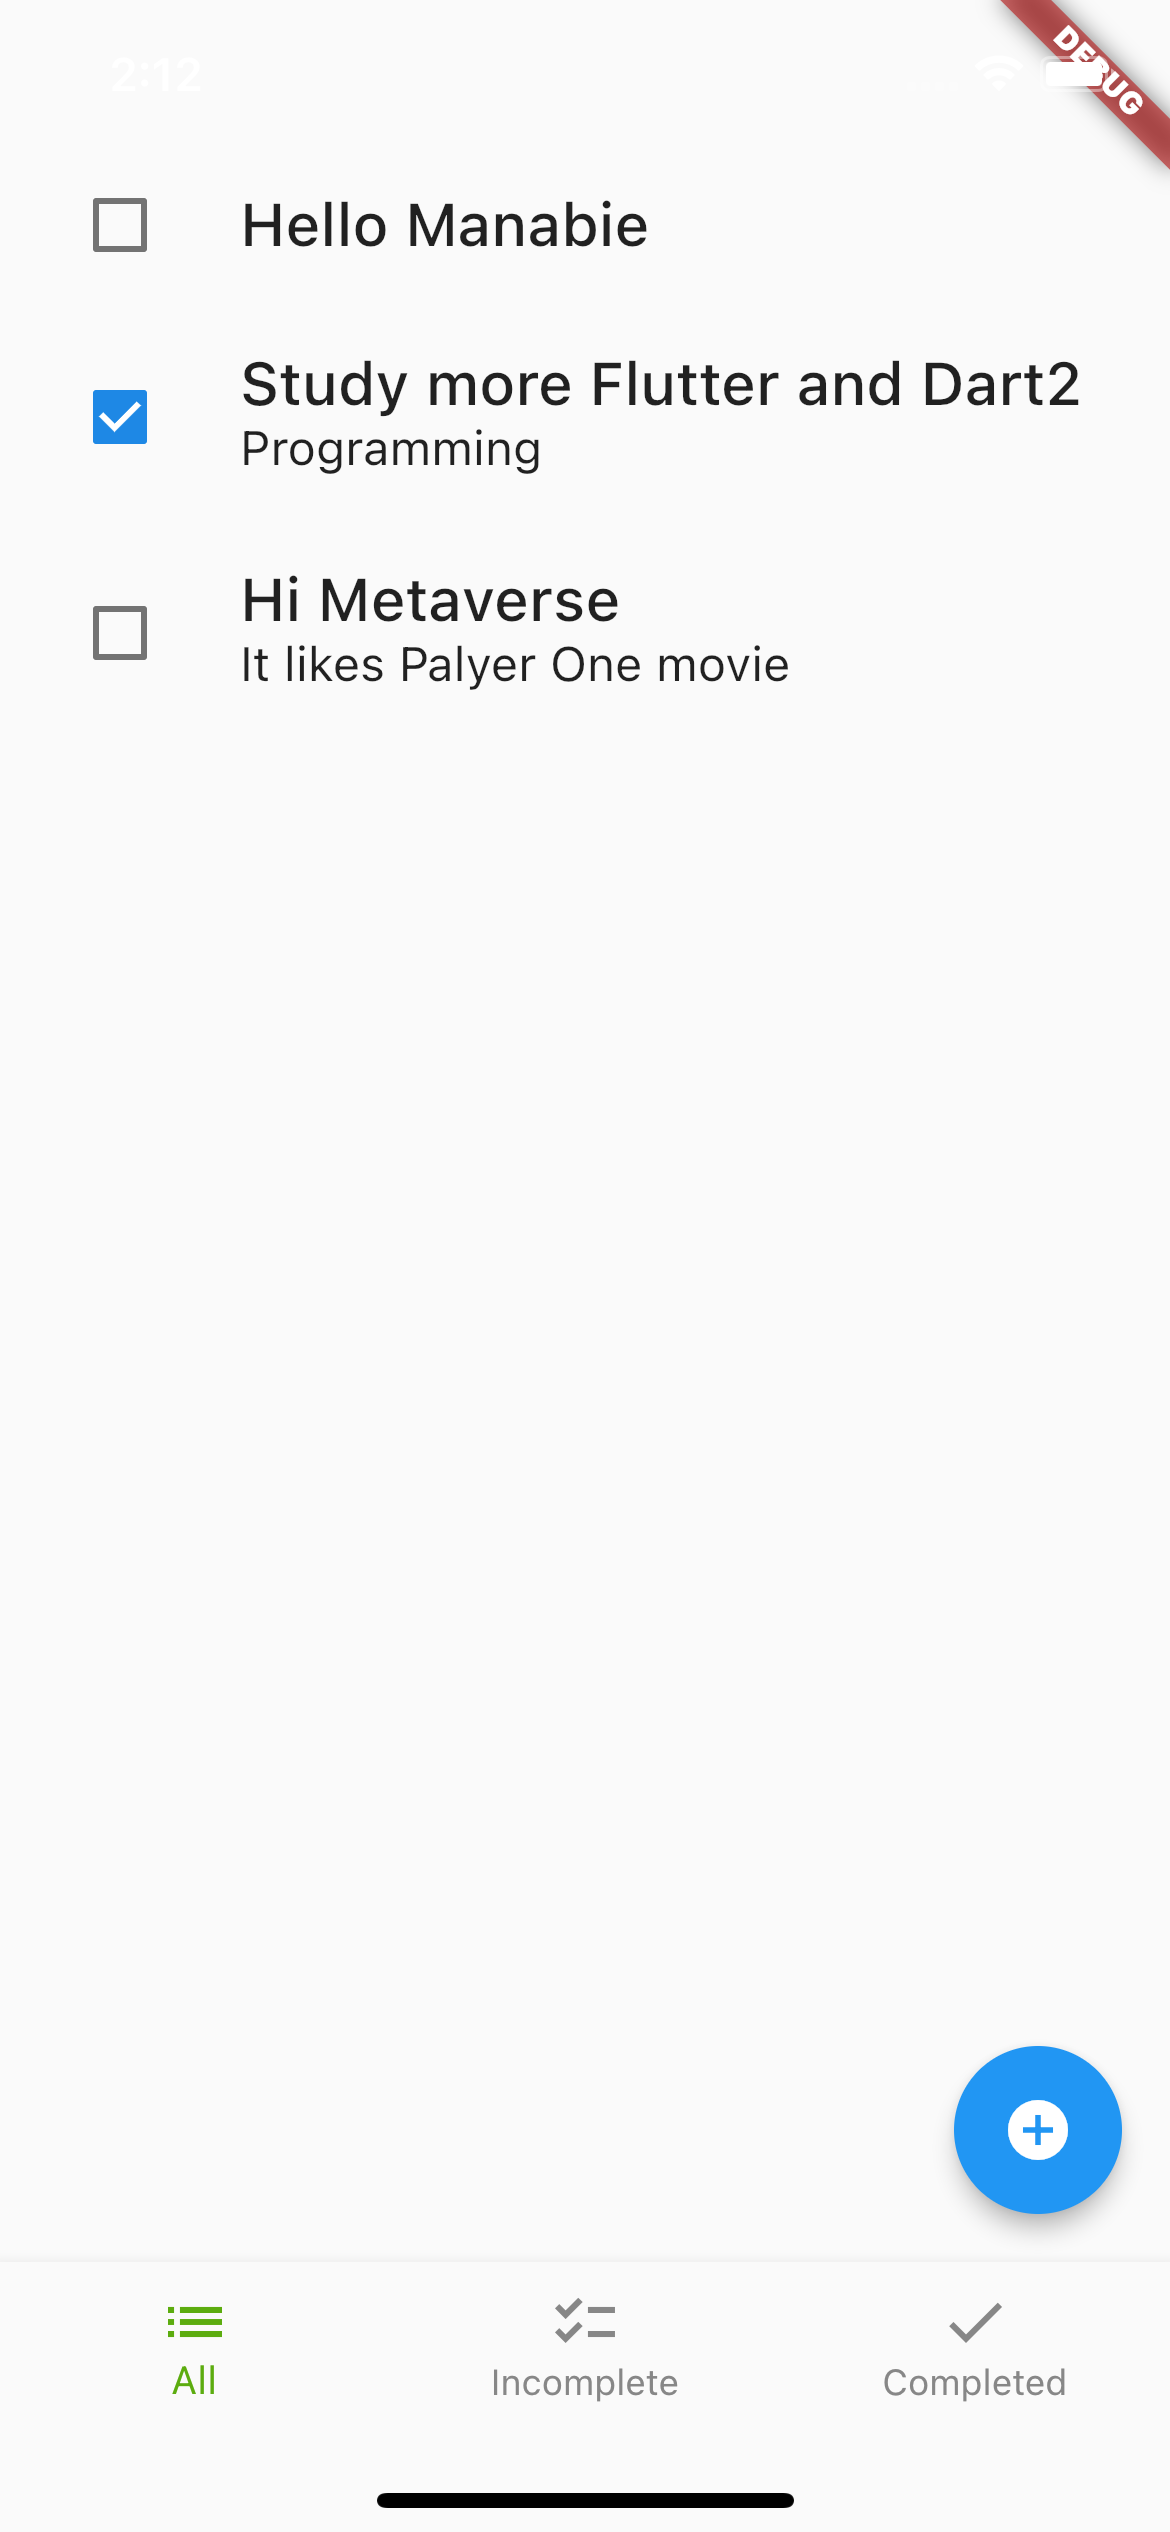 2:12
DEBUG
Hello Manabie
Study more Flutter and Dart2
Programming
Hi Metaverse
It likes Palyer One movie
All
Incomplete
Completed